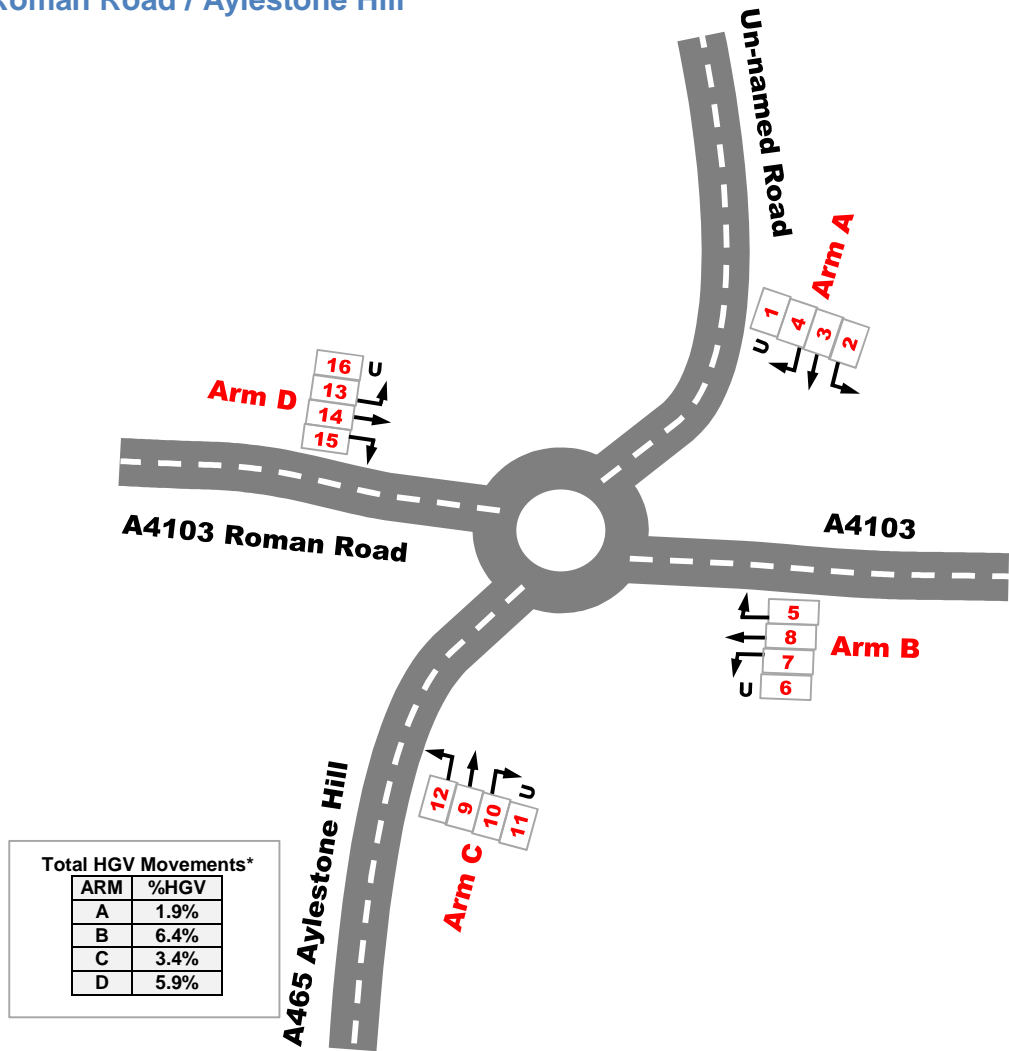 Roman Road / Aylestone Hill
Un-named Road
Arm A
1 4 3 2
U
16 U
13
14
15
Arm D
A4103 Roman Road
A4103
5
8
7
U 6
Arm B
12 9 10 11
U
Arm C
A465 Aylestone Hill
Total HGV Movements*
ARM %HGV
A 1.9%
B 6.4%
C 3.4%
D 5.9%